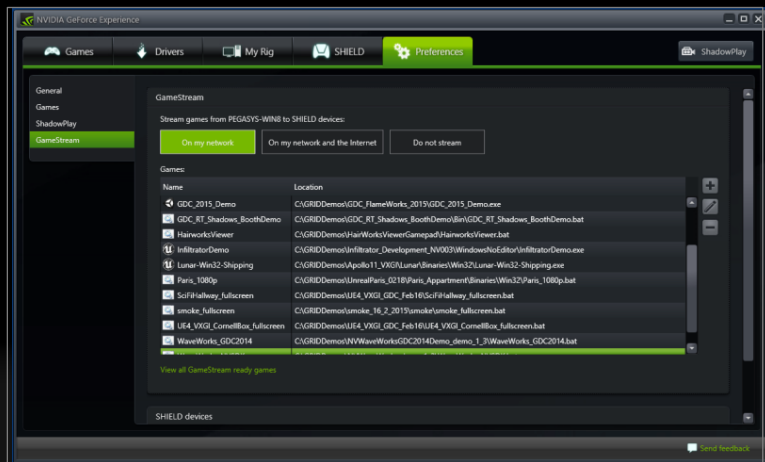 NVIDIA GeForce Experience
Games
Drivers
My Rig
SHIELD
Preferences
ShadowPlay
General
Games
ShadowPlay
GameStream
GameStream
Stream games from PEGASYS-WIN8 to SHIELD devices:
On my network
On my network and the Internet
Do not stream
Games:
Name Location
GDC_2015_Demo C:\GRIDDemos\GDC_FlameWorks_2015\GDC_2015_Demo.exe
GDC_RT_Shadows_BoothDemo C:\GRIDDemos\GDC_RT_Shadows_BoothDemo\Bin\GDC_RT_Shadows_BoothDemo.bat
HairworksViewer C:\GRIDDemos\HairWorksViewerGamepad\HairworksViewer.bat
InfiltratorDemo C:\GRIDDemos\Infiltrator_Development_NV003\WindowsNoEditor\InfiltratorDemo.exe
Lunar-Win32-Shipping C:\GRIDDemos\Apollo11_VXGI\Lunar\Binaries\Win32\Lunar-Win32-Shipping.exe
Paris_1080p C:\GRIDDemos\UnrealParis_0218\Paris_Appartment\Binaries\Win32\Paris_1080p.bat
SciFiHallway_fullscreen C:\GRIDDemos\UE4_VXGI_GDC_Feb16\SciFiHallway_fullscreen.bat
smoke_fullscreen C:\GRIDDemos\smoke_16_2_2015\smoke\smoke_fullscreen.bat
UE4_VXGI_CornellBox_fullscreen C:\GRIDDemos\UE4_VXGI_GDC_Feb16\UE4_VXGI_CornellBox_fullscreen.bat
WaveWorks_GDC2014 C:\GRIDDemos\NVWaveWorksGDC2014Demo_demo_1_3\WaveWorks_GDC2014.bat
View all GameStream ready games
SHIELD devices
Send feedback